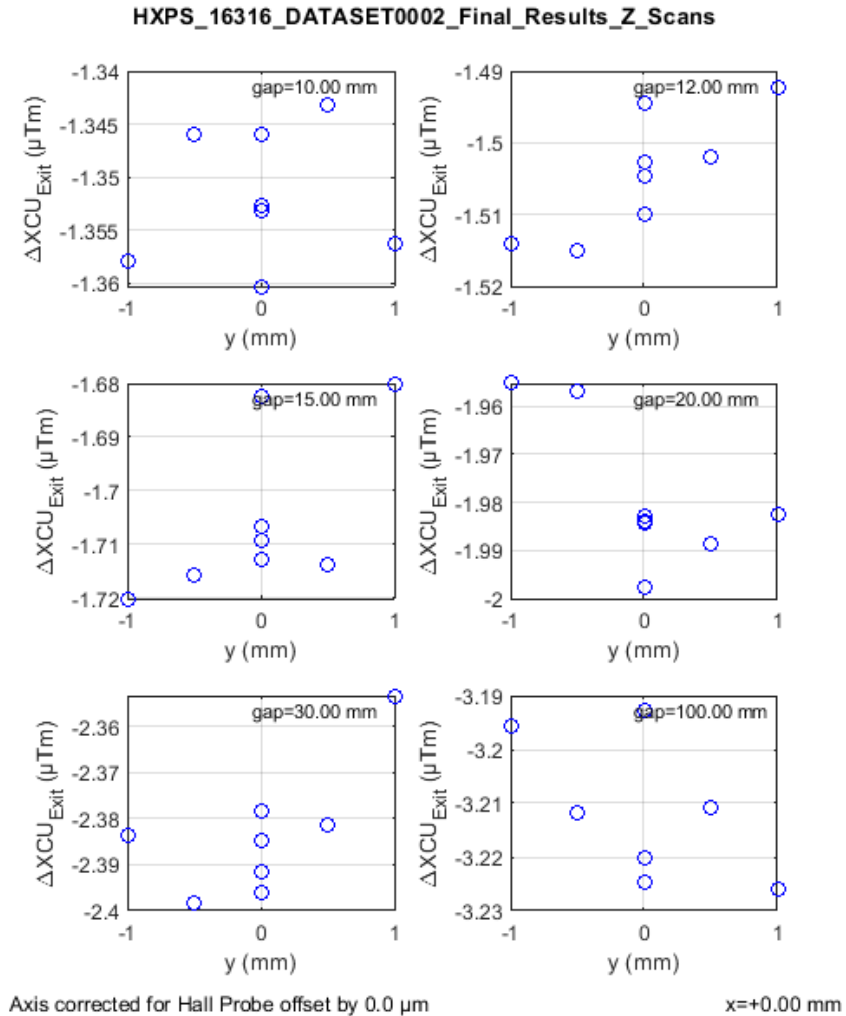 HXPS_16316_DATASET0002_Final_Results_Z_Scans
gap=10.00 mm
-1.34
-1.345
-1.35
-1.355
-1.36
ΔXCU_Exit (µTm)
-1 0 1
y (mm)
gap=12.00 mm
-1.49
-1.5
-1.51
-1.52
ΔXCU_Exit (µTm)
-1 0 1
y (mm)
gap=15.00 mm
-1.68
-1.69
-1.7
-1.71
-1.72
ΔXCU_Exit (µTm)
-1 0 1
y (mm)
gap=20.00 mm
-1.96
-1.97
-1.98
-1.99
-2
ΔXCU_Exit (µTm)
-1 0 1
y (mm)
gap=30.00 mm
-2.36
-2.37
-2.38
-2.39
-2.4
ΔXCU_Exit (µTm)
-1 0 1
y (mm)
gap=100.00 mm
-3.19
-3.2
-3.21
-3.22
-3.23
ΔXCU_Exit (µTm)
-1 0 1
y (mm)
Axis corrected for Hall Probe offset by 0.0 µm
x=+0.00 mm